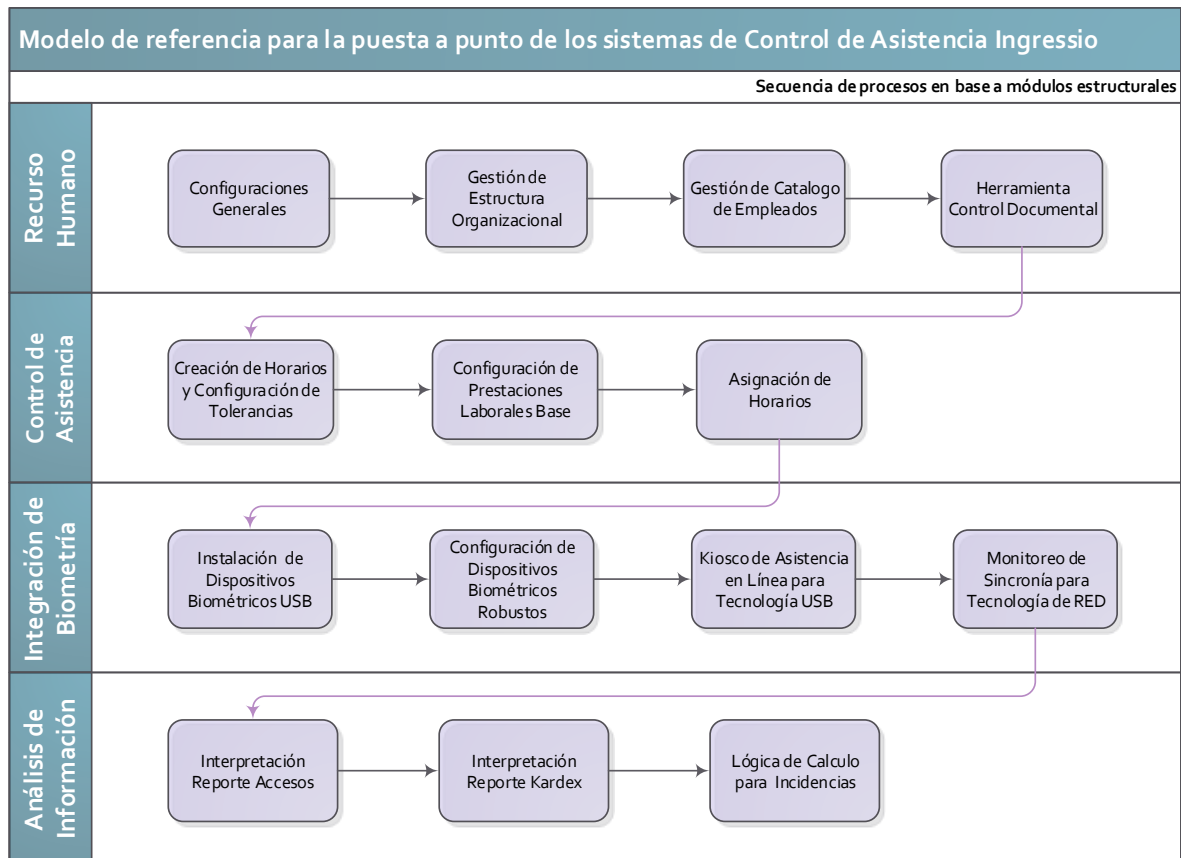 Modelo de referencia para la puesta a punto de los sistemas de Control de Asistencia Ingressio
Secuencia de procesos en base a módulos estructurales
Recurso
Humano
Configuraciones
Generales
Gestión de
Estructura
Organizacional
Gestión de Catalogo
de Empleados
Herramienta
Control Documental
Control de
Asistencia
Creación de Horarios
y Configuración de
Tolerancias
Configuración de
Prestaciones
Laborales Base
Asignación de
Horarios
Integración de
Biometría
Instalación de
Dispositivos
Biométricos USB
Configuración de
Dispositivos
Biométricos
Robustos
Kiosco de Asistencia
en Línea para
Tecnología USB
Monitoreo de
Sincronía para
Tecnología de RED
Análisis de
Información
Interpretación
Reporte Accesos
Interpretación
Reporte Kardex
Lógica de Calculo
para Incidencias